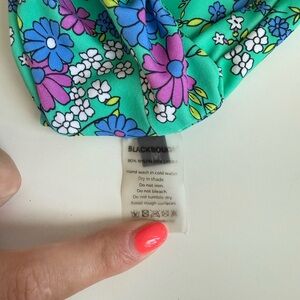 BLACKBOUGH
Hand wash in cold water
Dry in shade
Do not iron.
Do not bleach.
Do not tumble dry
Avoid rough surfaces